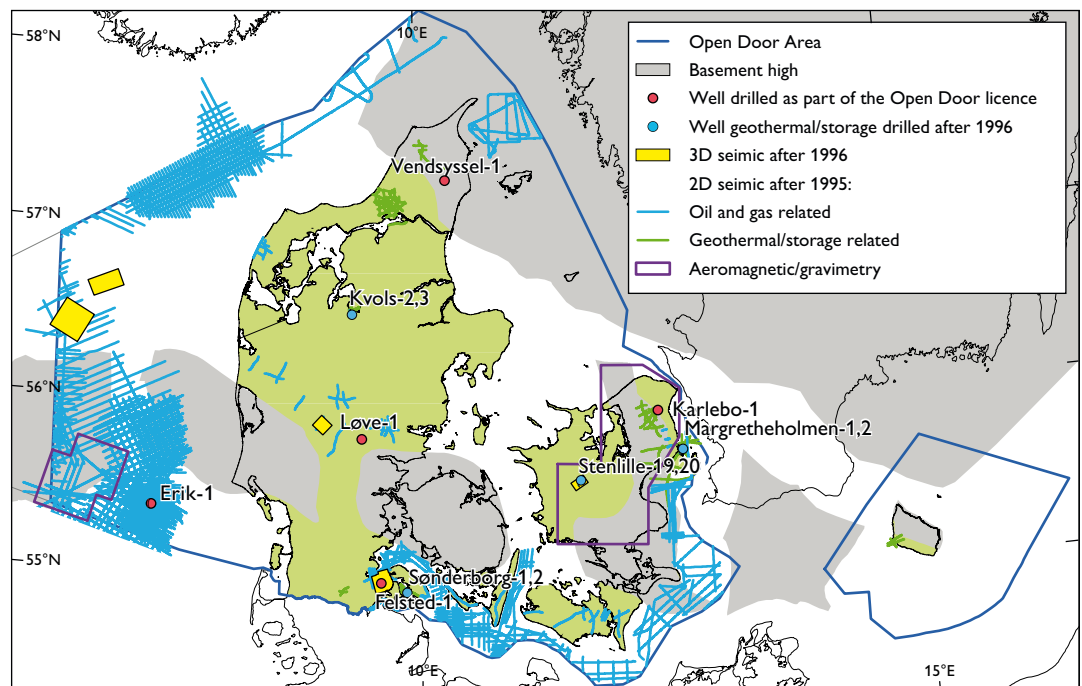 58°N
10°E
Open Door Area
Basement high
Well drilled as part of the Open Door licence
Well geothermal/storage drilled after 1996
3D seimic after 1996
2D seimic after 1995:
Oil and gas related
Geothermal/storage related
Aeromagnetic/gravimetry
Vendsyssel-1
57°N
Kvols-2,3
56°N
Karlebo-1
Løve-1
Margretheholmen-1,2
Stenlille-19,20
Erik-1
55°N
Sønderborg-1,2
Felsted-1
10°E
15°E